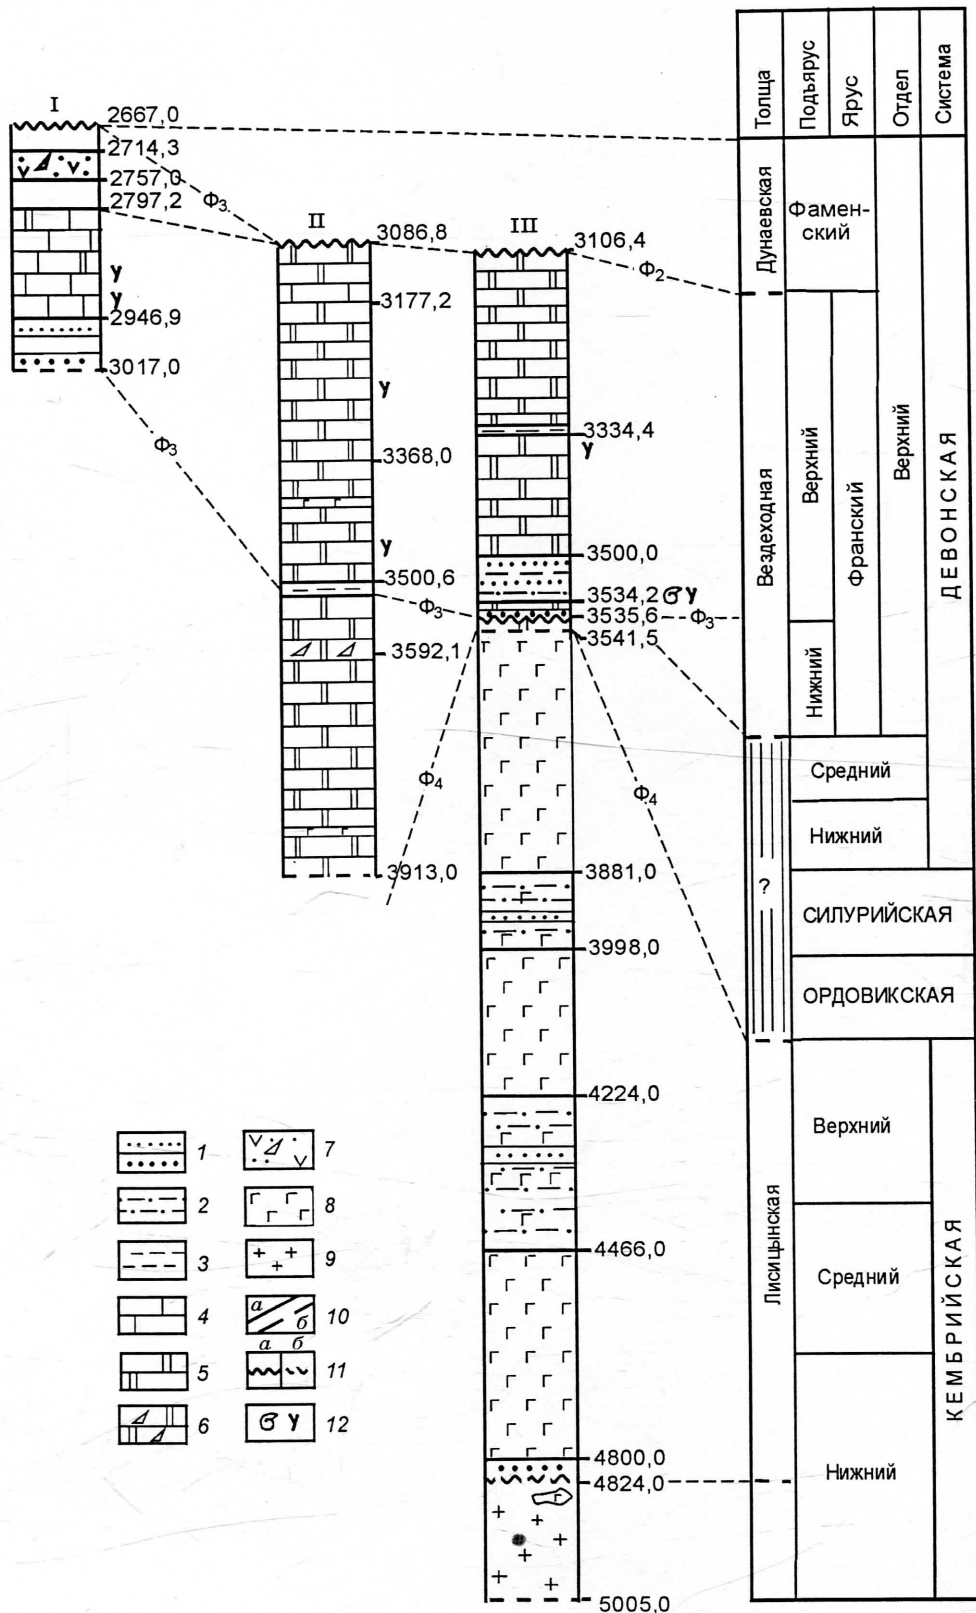 Толща
Подъярус
Ярус
Отдел
Система
I
2667,0
2714,3
2757,0
2797,2
У
У
2946,9
3017,0
Ф3
Ф3
II
3086,8
3177,2
У
3368,0
У
3500,6
3592,1
3913,0
Ф3
Ф4
III
3106,4
Ф2
3334,4
У
3500,0
3534,2 У
3535,6
Ф3
3541,5
Ф4
3881,0
3998,0
4224,0
4466,0
4800,0
4824,0
5005,0
Дунаевская
Фамен-
ский
Вездеходная
Верхний
Нижний
Франский
Верхний
ДЕВОНСКАЯ
Средний
Нижний
?
СИЛУРИЙСКАЯ
ОРДОВИКСКАЯ
Лисицынская
Верхний
Средний
Нижний
КЕМБРИЙСКАЯ
1
2
3
4
5
6
7
8
9
а б 10
а б
11
У 12